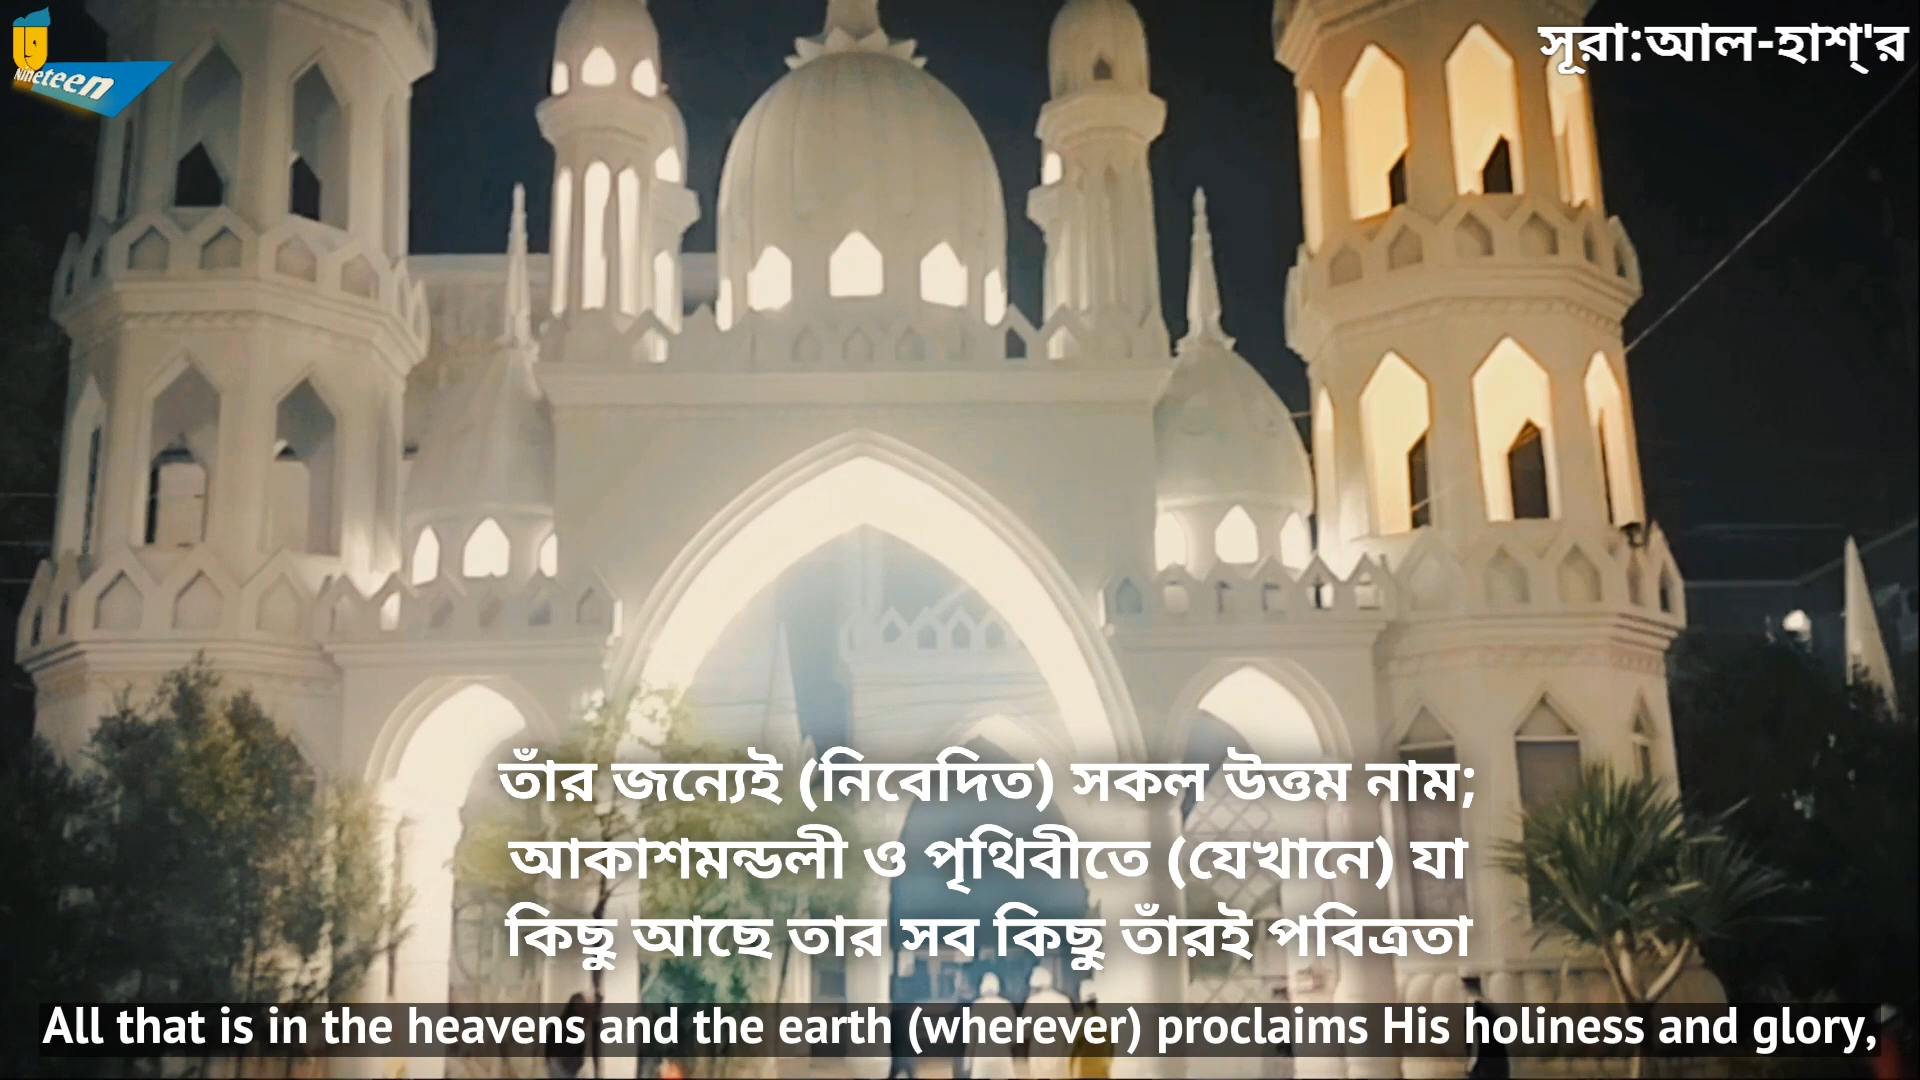 Nineteen
সূরা:আল-হাশ্'র
তাঁর জন্যেই (নিবেদিত) সকল উত্তম নাম;
আকাশমন্ডলী ও পৃথিবীতে (যেখানে) যা
কিছু আছে তার সব কিছু তাঁরই পবিত্রতা
All that is in the heavens and the earth (wherever) proclaims His holiness and glory,